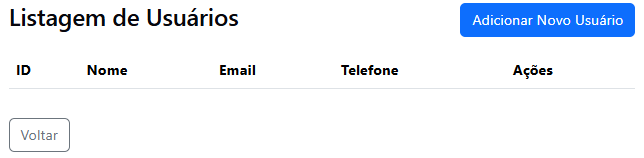 Listagem de Usuários
Adicionar Novo Usuário
ID Nome Email Telefone Ações
Voltar